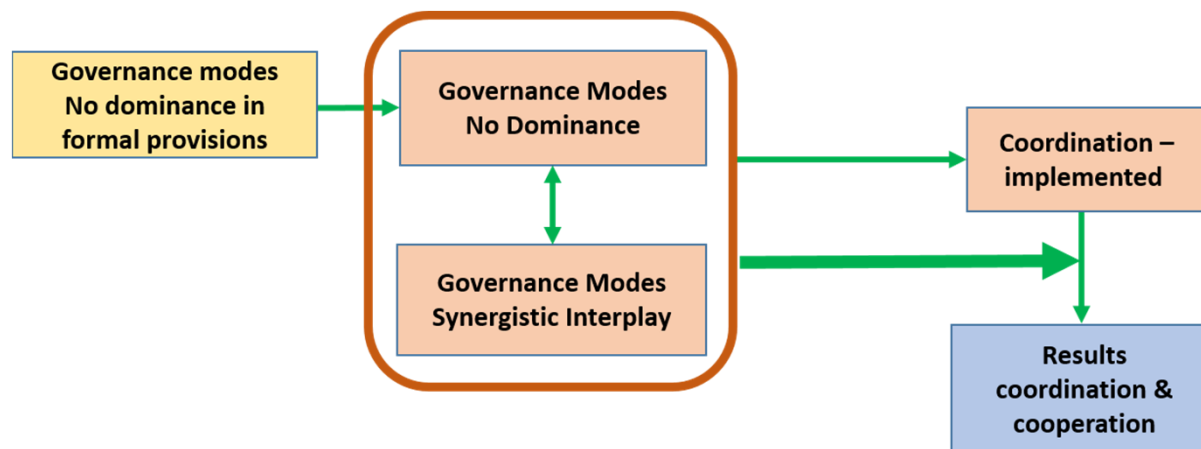 Governance modes
No dominance in
formal provisions
Governance Modes
No Dominance
Governance Modes
Synergistic Interplay
Coordination –
implemented
Results
coordination &
cooperation